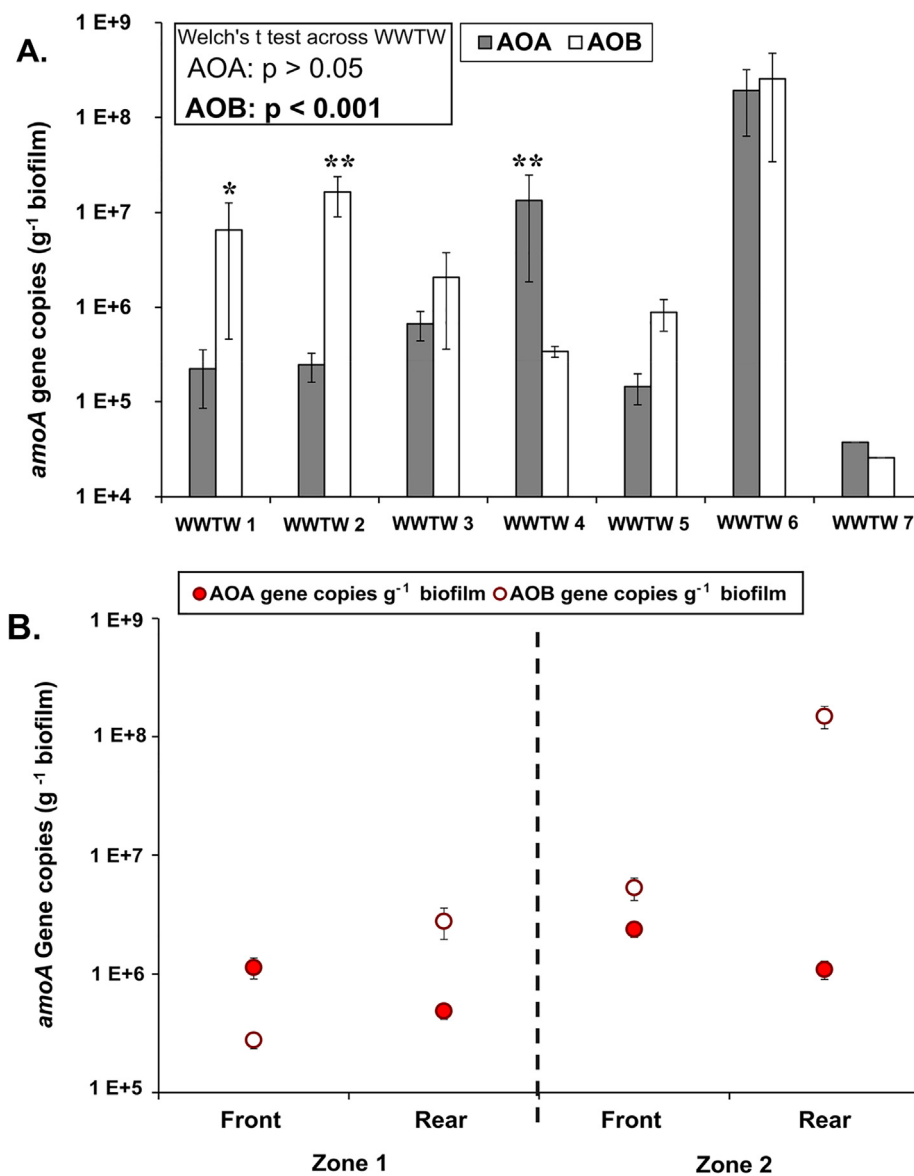 A.
Welch's t test across WWTW
AOA: p > 0.05
AOB: p < 0.001
AOA AOB
amoA gene copies (g⁻¹ biofilm)
1 E+9
1 E+8
1 E+7
1 E+6
1 E+5
1 E+4
*
**
**
WWTW 1 WWTW 2 WWTW 3 WWTW 4 WWTW 5 WWTW 6 WWTW 7
AOA gene copies g⁻¹ biofilm AOB gene copies g⁻¹ biofilm
B.
amoA Gene copies (g ⁻¹ biofilm)
1 E+9
1 E+8
1 E+7
1 E+6
1 E+5
Front Rear Front Rear
Zone 1 Zone 2